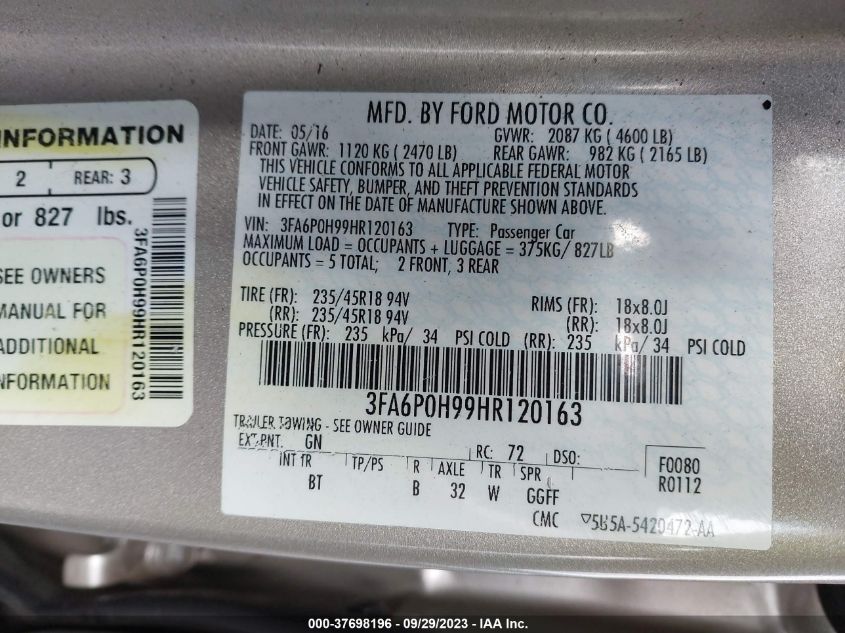 INFORMATION
2 REAR: 3
or 827 lbs.
SEE OWNERS
MANUAL FOR
ADDITIONAL
INFORMATION
3FA6P0H99HR120163
MFD. BY FORD MOTOR CO.
DATE: 05/16 GVWR: 2087 KG ( 4600 LB)
FRONT GAWR: 1120 KG ( 2470 LB) REAR GAWR: 982 KG ( 2165 LB)
THIS VEHICLE CONFORMS TO ALL APPLICABLE FEDERAL MOTOR
VEHICLE SAFETY, BUMPER, AND THEFT PREVENTION STANDARDS
IN EFFECT ON THE DATE OF MANUFACTURE SHOWN ABOVE.
VIN: 3FA6P0H99HR120163 TYPE: Passenger Car
MAXIMUM LOAD = OCCUPANTS + LUGGAGE = 375KG/ 827LB
OCCUPANTS = 5 TOTAL; 2 FRONT, 3 REAR
TIRE (FR): 235/45R18 94V RIMS (FR): 18x8.0J
(RR): 235/45R18 94V (RR): 18x8.0J
PRESSURE (FR): 235 kPa/ 34 PSI COLD (RR): 235 kPa/ 34 PSI COLD
3FA6P0H99HR120163
TRAILER TOWING - SEE OWNER GUIDE
EXT PNT: GN RC: 72 DSO: F0080
INT TR TP/PS R AXLE TR SPR R0112
BT B 32 W GGFF
CMC 5U5A-5420472-AA
000-37698196 - 09/29/2023 - IAA Inc.